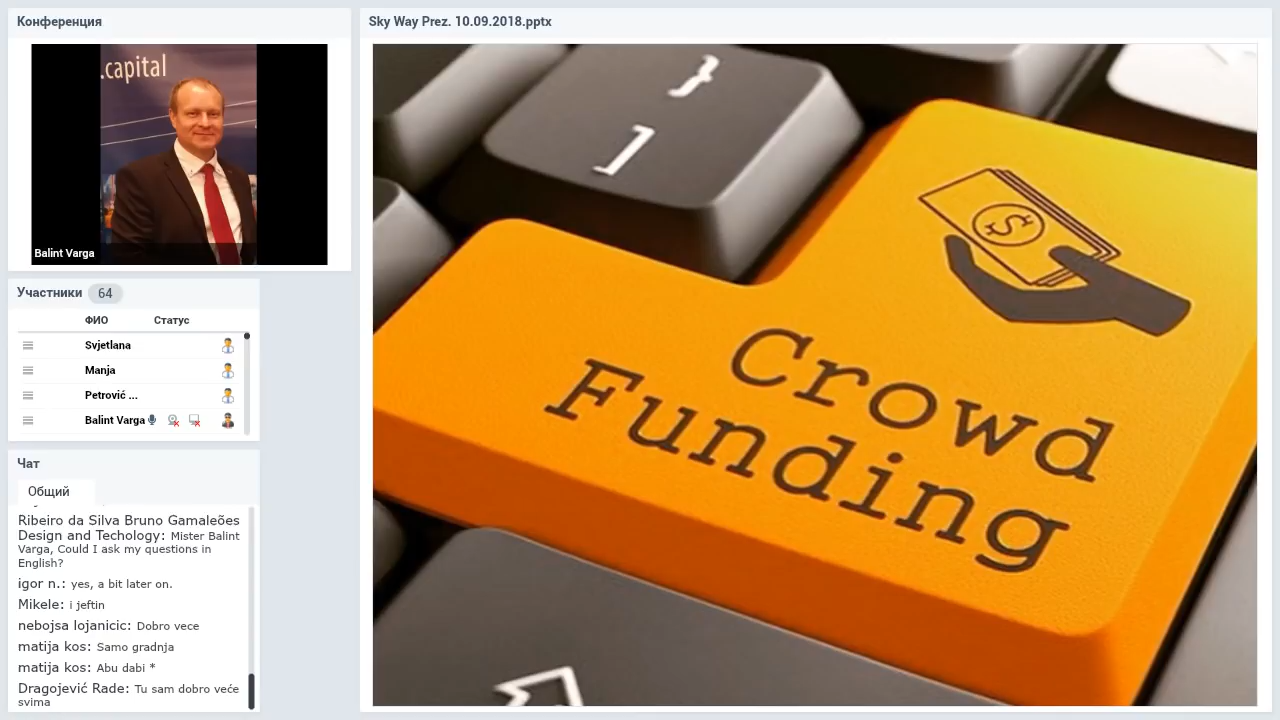 Конференция
.capital
Balint Varga
Участники 64
ФИО Статус
Svjetlana
Manja
Petrović ...
Balint Varga
Чат
Общий
Ribeiro da Silva Bruno Gamaleões
Design and Techology: Mister Balint
Varga, Could I ask my questions in
English?
igor n.: yes, a bit later on.
Mikele: i jeftin
nebojsa lojanicic: Dobro vece
matija kos: Samo gradnja
matija kos: Abu dabi *
Dragojević Rade: Tu sam dobro veće
svima
Sky Way Prez. 10.09.2018.pptx
}
]
$
Crowd
Funding